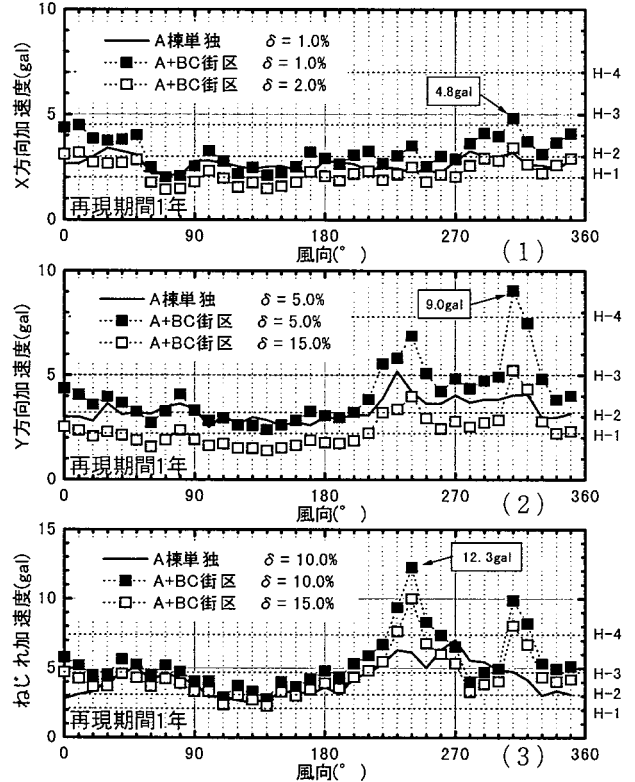 10
A棟単独 δ = 1.0%
A+BC街区 δ = 1.0%
A+BC街区 δ = 2.0%
4.8gal
H-4
H-3
H-2
H-1
5
0
X方向加速度(gal)
再現期間1年
0 90 180 270 360
風向(°)
(1)
10
A棟単独 δ = 5.0%
A+BC街区 δ = 5.0%
A+BC街区 δ = 15.0%
9.0gal
H-4
H-3
H-2
H-1
5
0
Y方向加速度(gal)
再現期間1年
0 90 180 270 360
風向(°)
(2)
15
A棟単独 δ = 10.0%
A+BC街区 δ = 10.0%
A+BC街区 δ = 15.0%
12.3gal
H-4
H-3
H-2
H-1
10
5
0
ねじれ加速度(gal)
再現期間1年
0 90 180 270 360
風向(°)
(3)